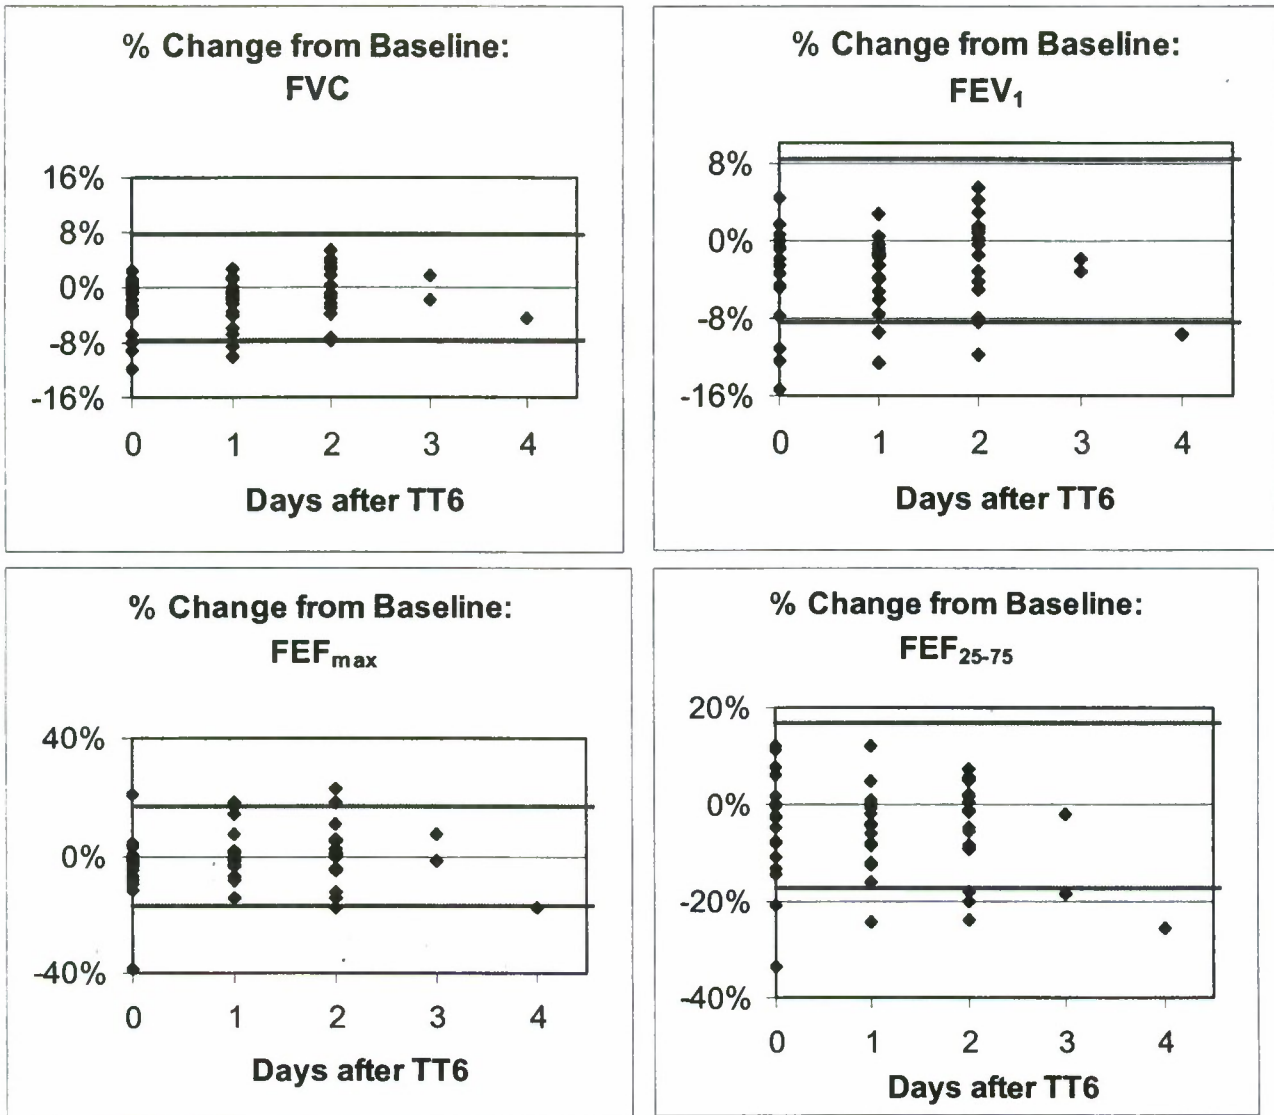 % Change from Baseline:
FVC
16%
8%
0%
-8%
-16%
0 1 2 3 4
Days after TT6
% Change from Baseline:
FEV₁
8%
0%
-8%
-16%
0 1 2 3 4
Days after TT6
% Change from Baseline:
FEFmax
40%
0%
-40%
0 1 2 3 4
Days after TT6
% Change from Baseline:
FEF₂₅₋₇₅
20%
0%
-20%
-40%
0 1 2 3 4
Days after TT6